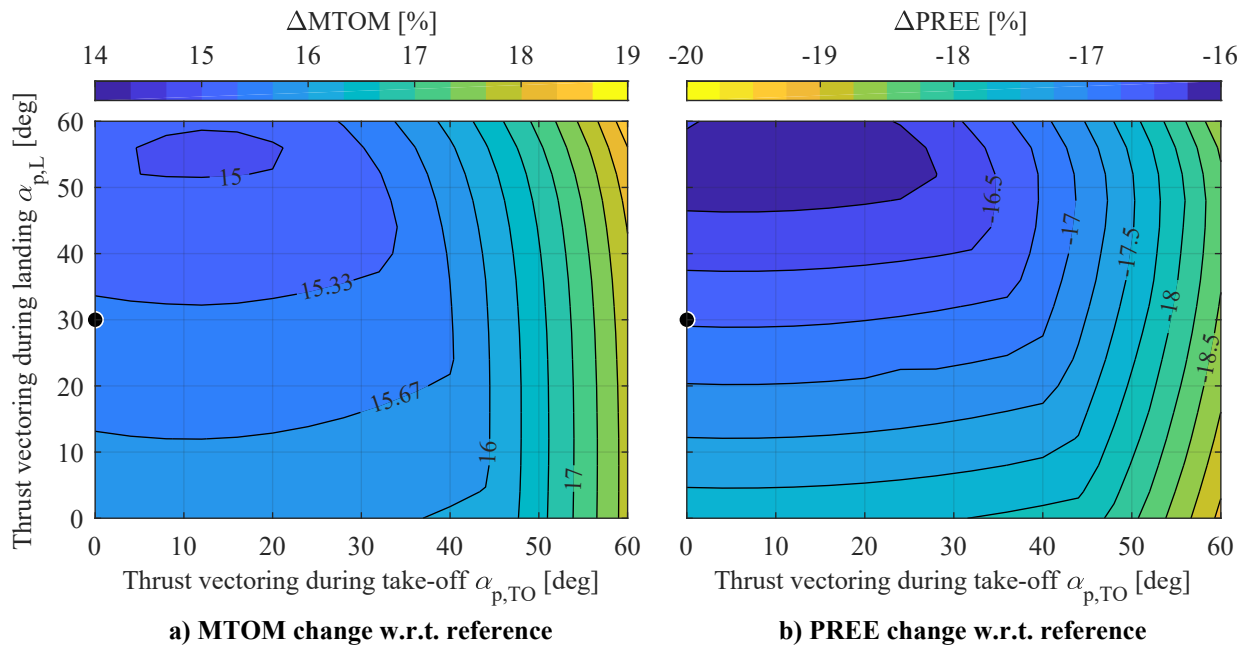 ΔMTOM [%]
14 15 16 17 18 19
Thrust vectoring during landing α_p,L [deg]
60
50
40
30
20
10
0
15
15.33
15.67
16
17
0 10 20 30 40 50 60
Thrust vectoring during take-off α_p,TO [deg]
a) MTOM change w.r.t. reference
ΔPREE [%]
-20 -19 -18 -17 -16
-16.5
-17
-17.5
-18
-18.5
0 10 20 30 40 50 60
Thrust vectoring during take-off α_p,TO [deg]
b) PREE change w.r.t. reference